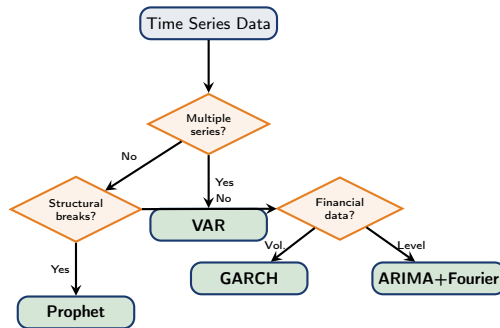 Time Series Data
Multiple
series?
No
Yes
No
Structural
breaks?
Financial
data?
VAR
Vol.
Level
Yes
GARCH
ARIMA+Fourier
Prophet